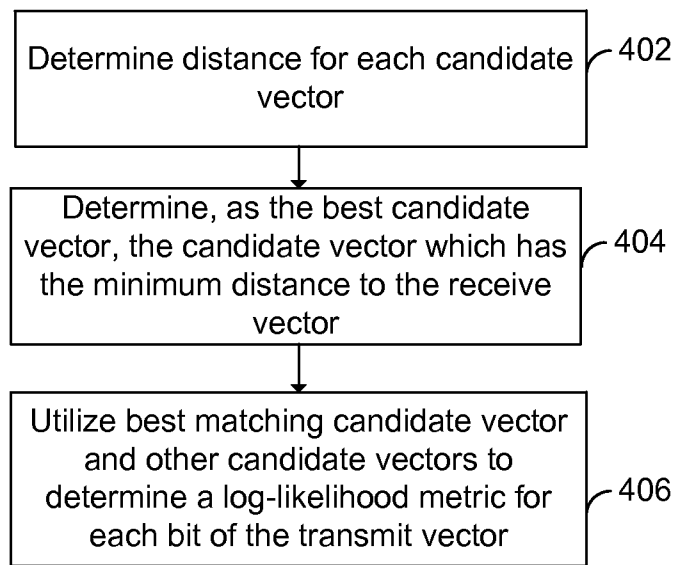 Determine distance for each candidate
vector
402
Determine, as the best candidate
vector, the candidate vector which has
the minimum distance to the receive
vector
404
Utilize best matching candidate vector
and other candidate vectors to
determine a log-likelihood metric for
each bit of the transmit vector
406